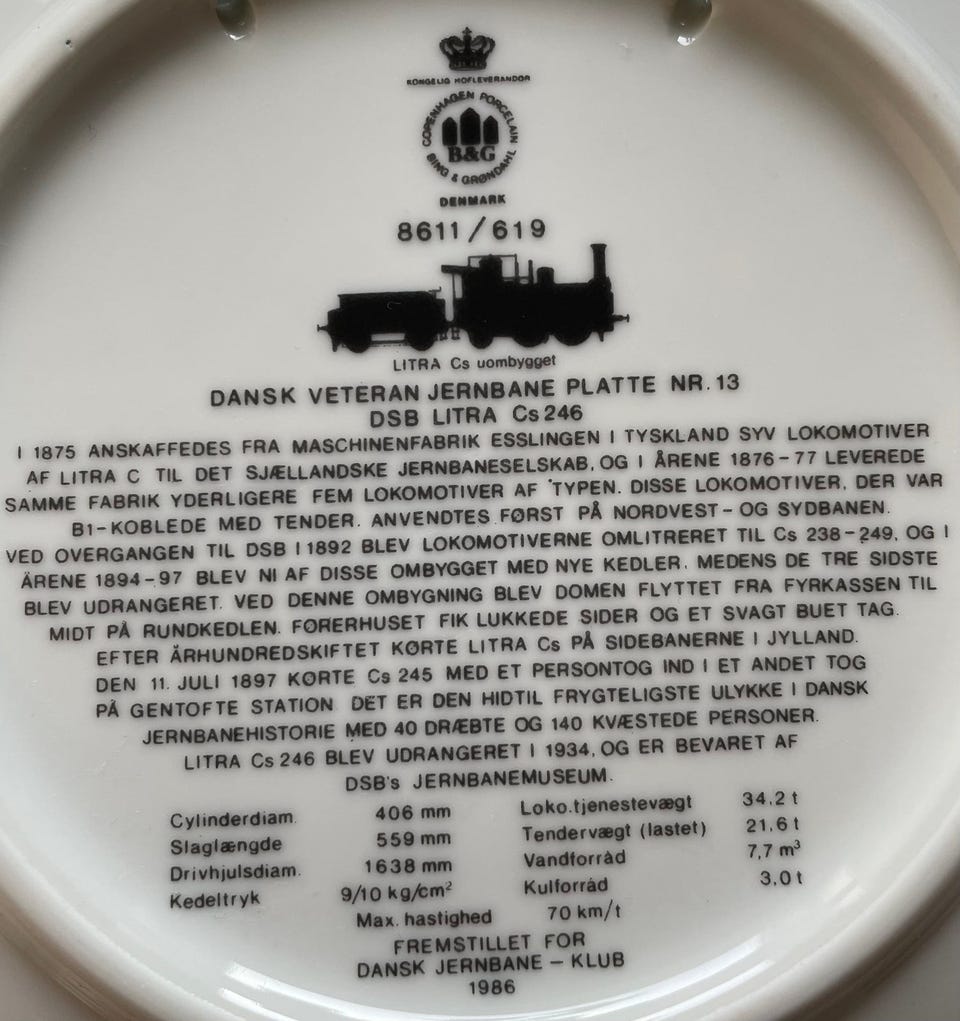 KONGELIG HOFLEVERANDØR
COPENHAGEN PORCELAIN
B&G
BING & GRØNDAHL
DENMARK
8611/619
LITRA Cs uombygget
DANSK VETERAN JERNBANE PLATTE NR. 13
DSB LITRA Cs 246
I 1875 ANSKAFFEDES FRA MASCHINENFABRIK ESSLINGEN I TYSKLAND SYV LOKOMOTIVER
AF LITRA C TIL DET SJÆLLANDSKE JERNBANESELSKAB, OG I ÅRENE 1876-77 LEVEREDE
SAMME FABRIK YDERLIGERE FEM LOKOMOTIVER AF TYPEN. DISSE LOKOMOTIVER, DER VAR
B1-KOBLEDE MED TENDER, ANVENDTES FØRST PÅ NORDVEST- OG SYDBANEN.
VED OVERGANGEN TIL DSB I 1892 BLEV LOKOMOTIVERNE OMLITRERET TIL Cs 238-249, OG I
ÅRENE 1894-97 BLEV NI AF DISSE OMBYGGET MED NYE KEDLER, MEDENS DE TRE SIDSTE
BLEV UDRANGERET. VED DENNE OMBYGNING BLEV DOMEN FLYTTET FRA FYRKASSEN TIL
MIDT PÅ RUNDKEDLEN. FØRERHUSET FIK LUKKEDE SIDER OG ET SVAGT BUET TAG.
EFTER ÅRHUNDREDSKIFTET KØRTE LITRA Cs PÅ SIDEBANERNE I JYLLAND.
DEN 11. JULI 1897 KØRTE Cs 245 MED ET PERSONTOG IND I ET ANDET TOG
PÅ GENTOFTE STATION. DET ER DEN HIDTIL FRYGTELIGSTE ULYKKE I DANSK
JERNBANEHISTORIE MED 40 DRÆBTE OG 140 KVÆSTEDE PERSONER.
LITRA Cs 246 BLEV UDRANGERET I 1934, OG ER BEVARET AF
DSB's JERNBANEMUSEUM.
Cylinderdiam. 406 mm Loko.tjenestevægt 34,2 t
Slaglængde 559 mm Tendervægt (lastet) 21,6 t
Drivhjulsdiam. 1638 mm Vandforråd 7,7 m³
Kedeltryk 9/10 kg/cm² Kulforråd 3,0 t
Max. hastighed 70 km/t
FREMSTILLET FOR
DANSK JERNBANE - KLUB
1986